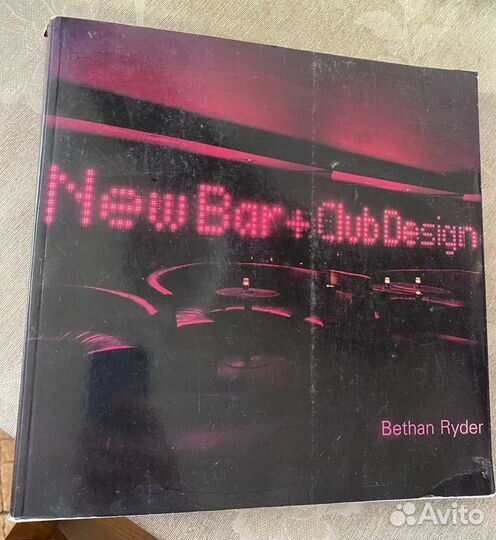 New Bar + Club Design
Bethan Ryder
Avito